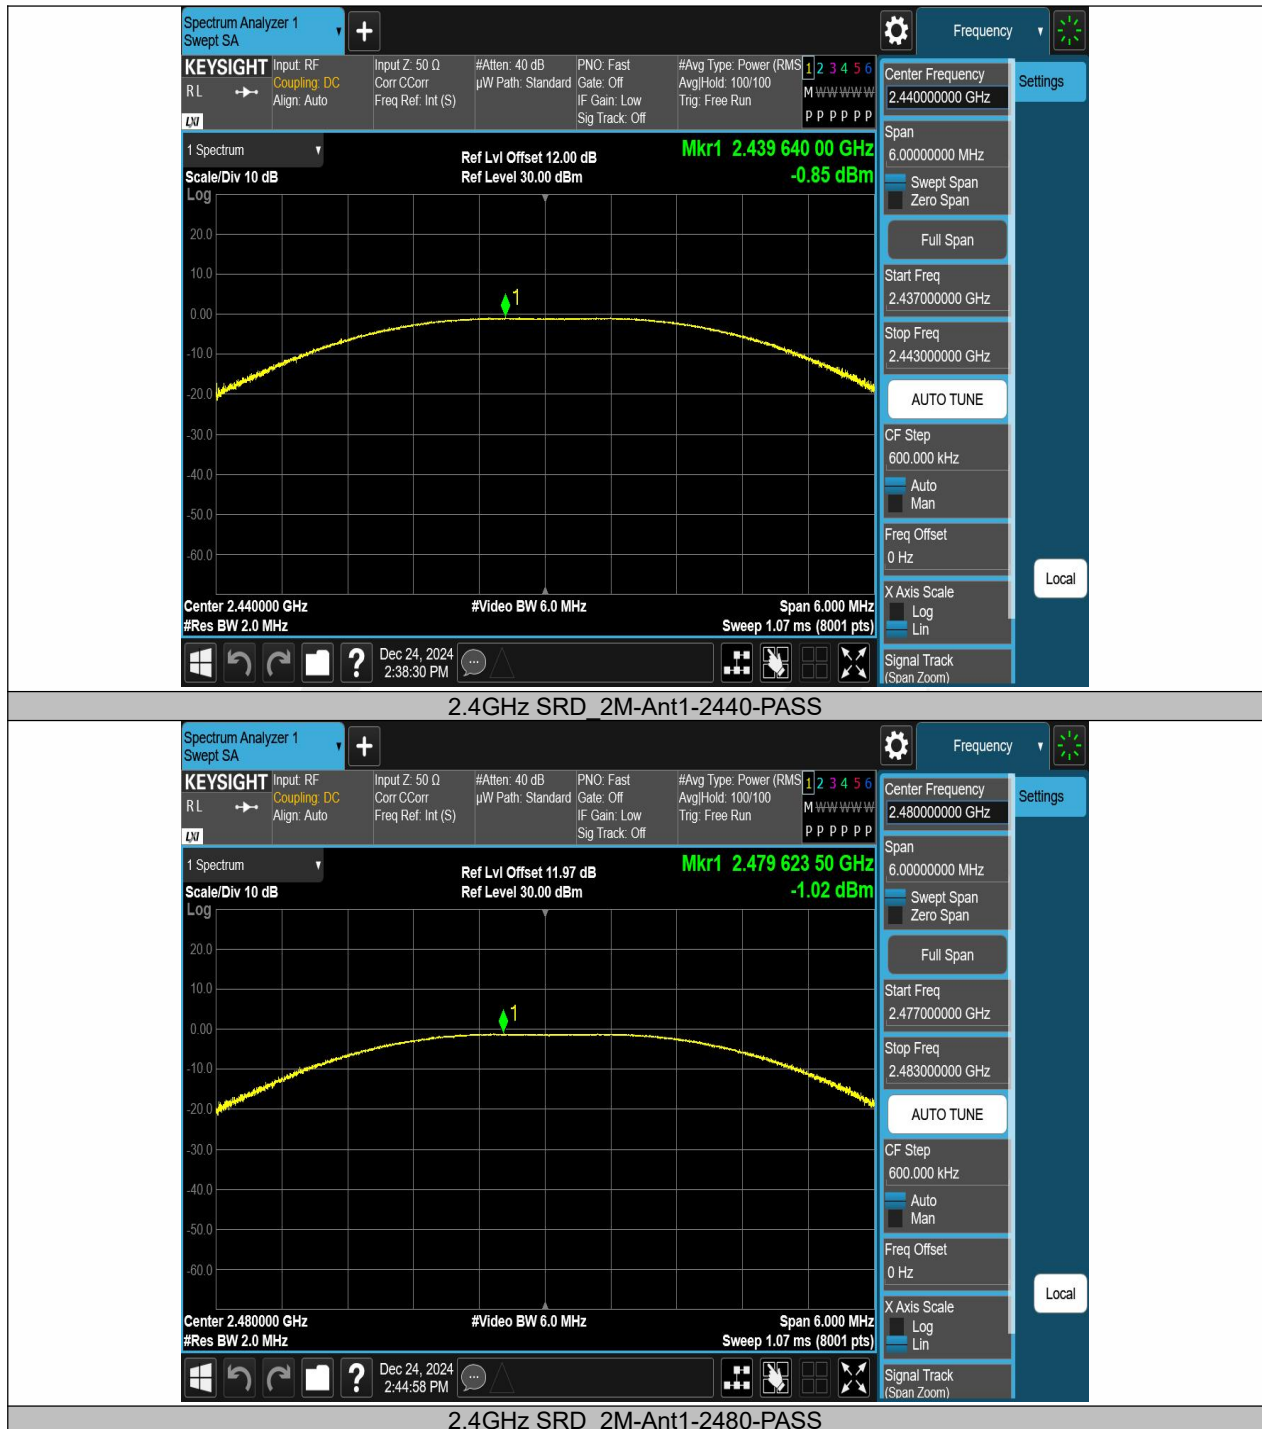 Spectrum Analyzer 1
Swept SA
+
Frequency
KEYSIGHT
RL
LXI
Input: RF
Coupling: DC
Align: Auto
Input Z: 50 Ω
Corr CCorr
Freq Ref: Int (S)
#Atten: 40 dB
µW Path: Standard
PNO: Fast
Gate: Off
IF Gain: Low
Sig Track: Off
#Avg Type: Power (RMS
Avg|Hold: 100/100
Trig: Free Run
1 2 3 4 5 6
M W W W W W
P P P P P P
1 Spectrum
Scale/Div 10 dB
Ref Lvl Offset 12.00 dB
Ref Level 30.00 dBm
Mkr1 2.439 640 00 GHz
-0.85 dBm
Log
20.0
10.0
0.00
-10.0
-20.0
-30.0
-40.0
-50.0
-60.0
1
Center 2.440000 GHz
#Res BW 2.0 MHz
#Video BW 6.0 MHz
Span 6.000 MHz
Sweep 1.07 ms (8001 pts)
?
Dec 24, 2024
2:38:30 PM
Center Frequency
2.440000000 GHz
Settings
Span
6.00000000 MHz
Swept Span
Zero Span
Full Span
Start Freq
2.437000000 GHz
Stop Freq
2.443000000 GHz
AUTO TUNE
CF Step
600.000 kHz
Auto
Man
Freq Offset
0 Hz
X Axis Scale
Log
Lin
Local
Signal Track
(Span Zoom)
2.4GHz SRD_2M-Ant1-2440-PASS
Spectrum Analyzer 1
Swept SA
+
Frequency
KEYSIGHT
RL
LXI
Input: RF
Coupling: DC
Align: Auto
Input Z: 50 Ω
Corr CCorr
Freq Ref: Int (S)
#Atten: 40 dB
µW Path: Standard
PNO: Fast
Gate: Off
IF Gain: Low
Sig Track: Off
#Avg Type: Power (RMS
Avg|Hold: 100/100
Trig: Free Run
1 2 3 4 5 6
M W W W W W
P P P P P P
1 Spectrum
Scale/Div 10 dB
Ref Lvl Offset 11.97 dB
Ref Level 30.00 dBm
Mkr1 2.479 623 50 GHz
-1.02 dBm
Log
20.0
10.0
0.00
-10.0
-20.0
-30.0
-40.0
-50.0
-60.0
1
Center 2.480000 GHz
#Res BW 2.0 MHz
#Video BW 6.0 MHz
Span 6.000 MHz
Sweep 1.07 ms (8001 pts)
?
Dec 24, 2024
2:44:58 PM
Center Frequency
2.480000000 GHz
Settings
Span
6.00000000 MHz
Swept Span
Zero Span
Full Span
Start Freq
2.477000000 GHz
Stop Freq
2.483000000 GHz
AUTO TUNE
CF Step
600.000 kHz
Auto
Man
Freq Offset
0 Hz
X Axis Scale
Log
Lin
Local
Signal Track
(Span Zoom)
2.4GHz SRD_2M-Ant1-2480-PASS